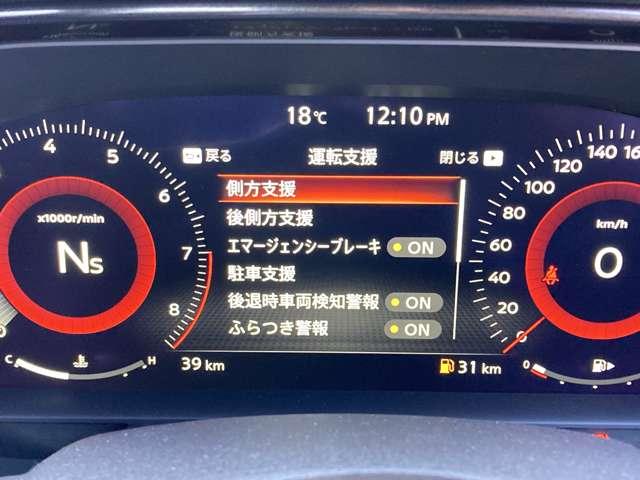 18℃ 12:10 PM
戻る 運転支援 閉じる
側方支援
後側方支援
エマージェンシーブレーキ ON
駐車支援
後退時車両検知警報 ON
ふらつき警報 ON
4 5 6 7 8
x1000r/min
Ns
C H
39 km
0 20 40 60 80 100 120 140 160
km/h
0
31 km
0